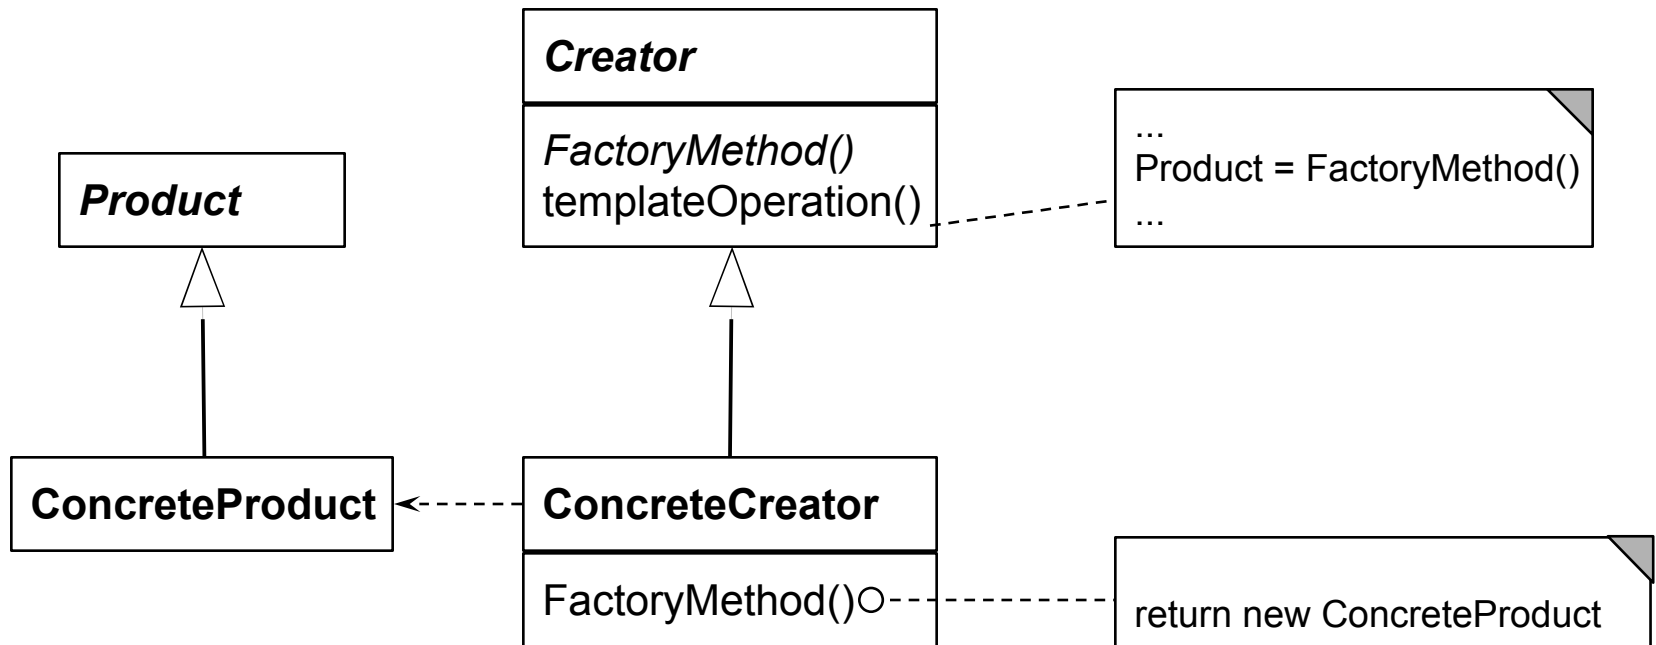 Creator
FactoryMethod()
templateOperation()
...
Product = FactoryMethod()
...
Product
ConcreteProduct
ConcreteCreator
FactoryMethod()
return new ConcreteProduct